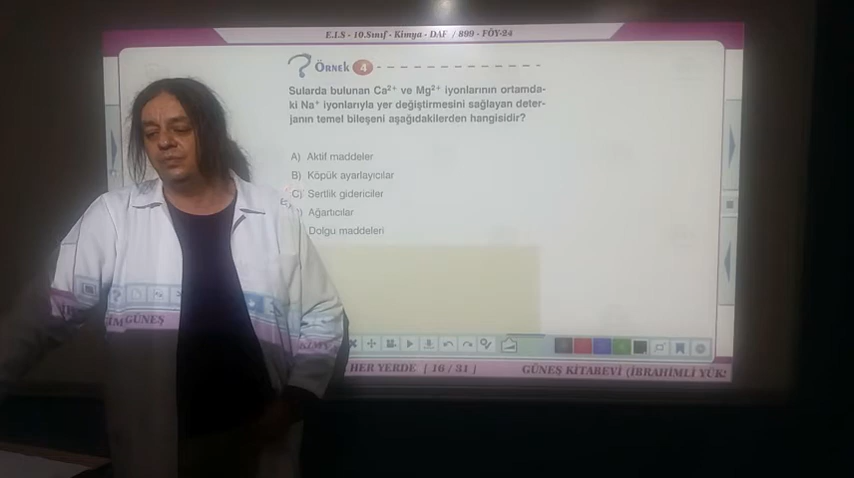 E.I.S - 10.Sınıf - Kimya - DAF / 899 - FÖY-24
? ÖRNEK 4
Sularda bulunan Ca²⁺ ve Mg²⁺ iyonlarının ortamda-
ki Na⁺ iyonlarıyla yer değiştirmesini sağlayan deter-
janın temel bileşeni aşağıdakilerden hangisidir?
A) Aktif maddeler
B) Köpük ayarlayıcılar
C) Sertlik gidericiler
) Ağartıcılar
Dolgu maddeleri
İM GÜNEŞ
HER YERDE [ 16 / 31 ]
GÜNEŞ KİTABEVİ (İBRAHİMLİ YÜK